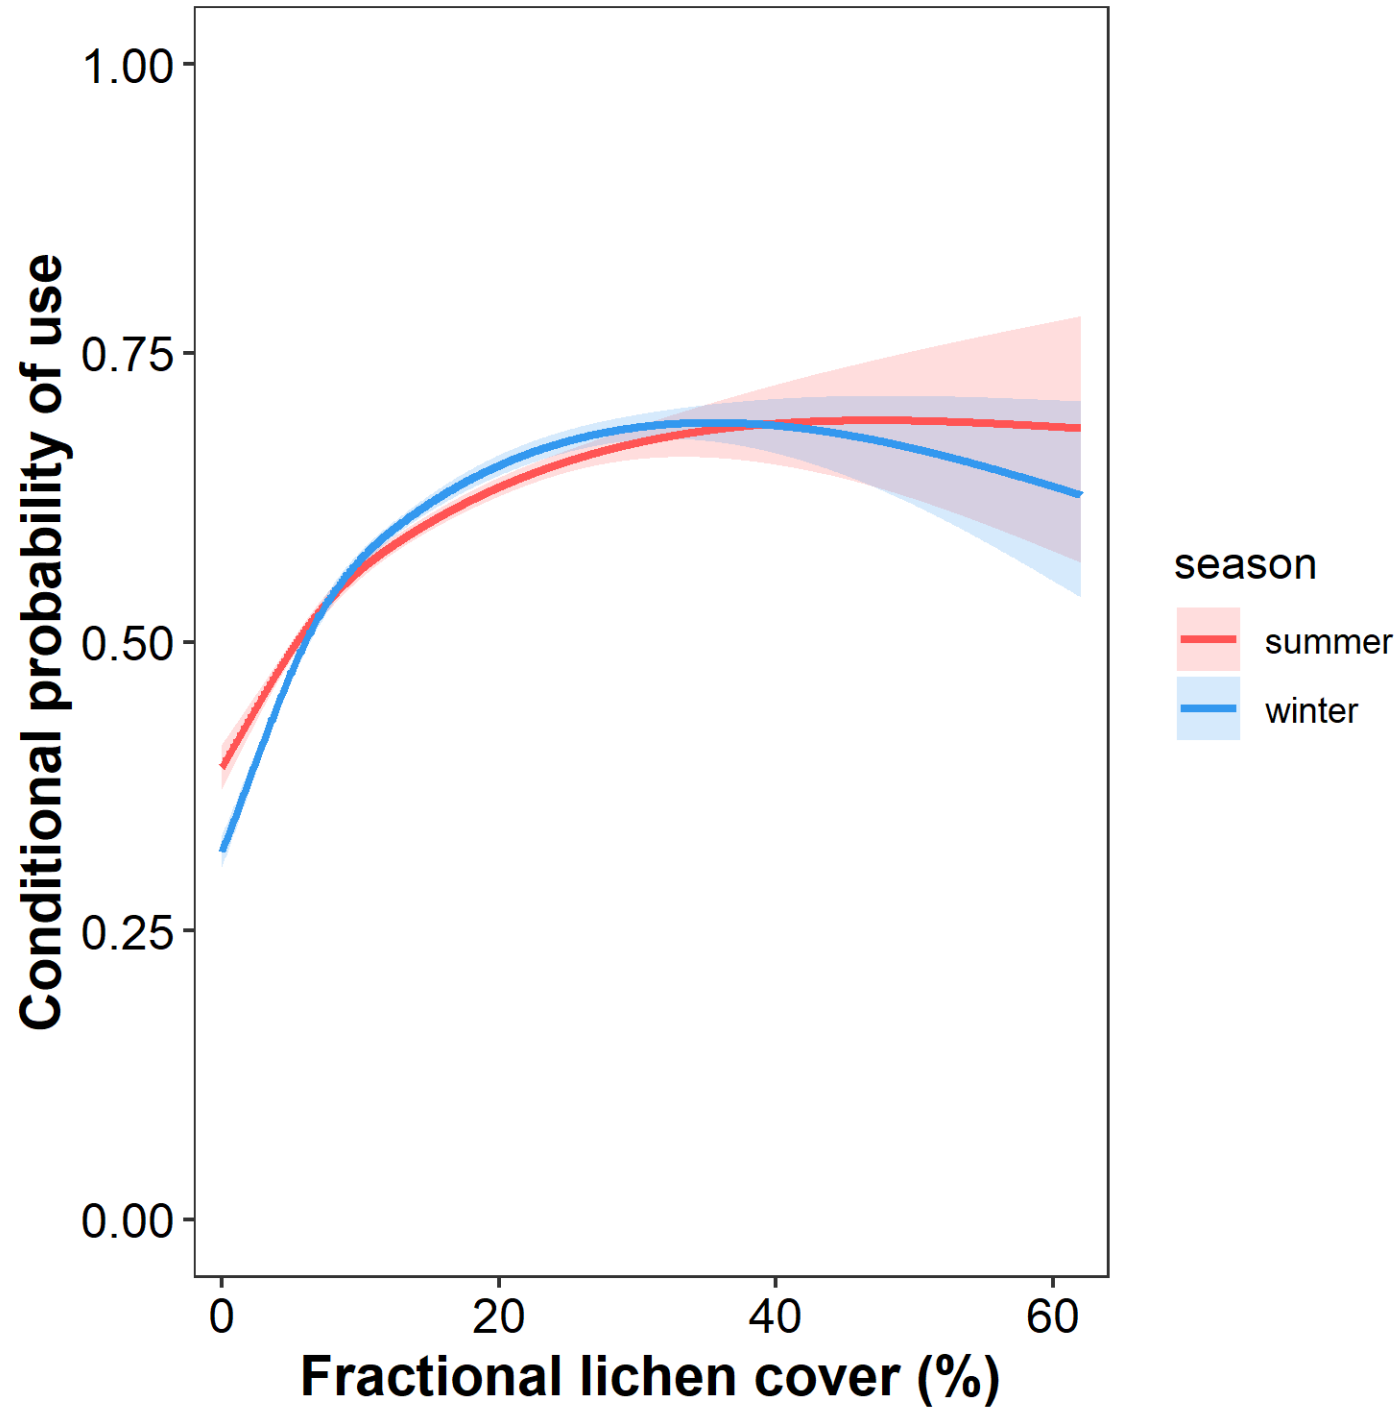 Conditional probability of use
1.00
0.75
0.50
0.25
0.00
0 20 40 60
Fractional lichen cover (%)
season
summer
winter